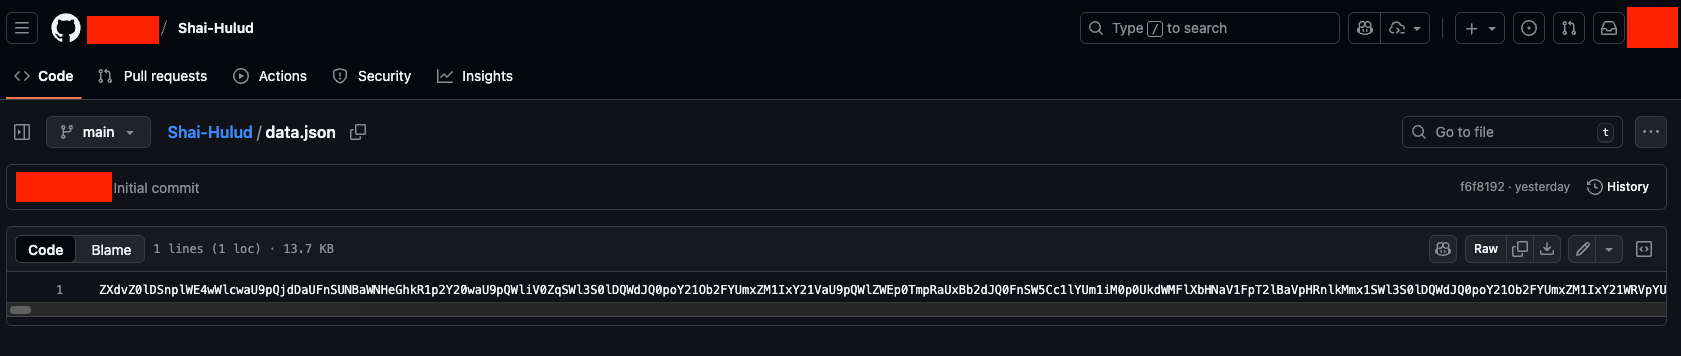 / Shai-Hulud
Type / to search
Code Pull requests Actions Security Insights
main Shai-Hulud / data.json
Go to file t
Initial commit
f6f8192 · yesterday History
Code Blame 1 lines (1 loc) · 13.7 KB
Raw
1 ZXdvZ0lDSnplWE4wWlcwaU9pQjdDaUFnSUNBaWNHeGhkR1p2Y20waU9pQWliV0ZqSWl3S0lDQWdJQ0poY21Ob2FYUmxZM1IxY21VaU9pQWlZWEp0TmpRaUxBb2dJQ0FnSW5Cc1lYUm1iM0p0UkdWMFlXbHNaV1FpT2lBaVpHRnlkMmx1SWl3S0lDQWdJQ0poY21Ob2FYUmxZM1IxY21WRVpYU